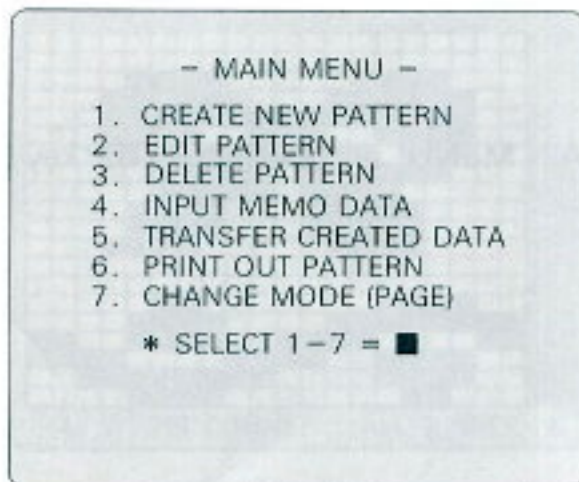 – MAIN MENU –
1. CREATE NEW PATTERN
2. EDIT PATTERN
3. DELETE PATTERN
4. INPUT MEMO DATA
5. TRANSFER CREATED DATA
6. PRINT OUT PATTERN
7. CHANGE MODE (PAGE)
* SELECT 1–7 = ■